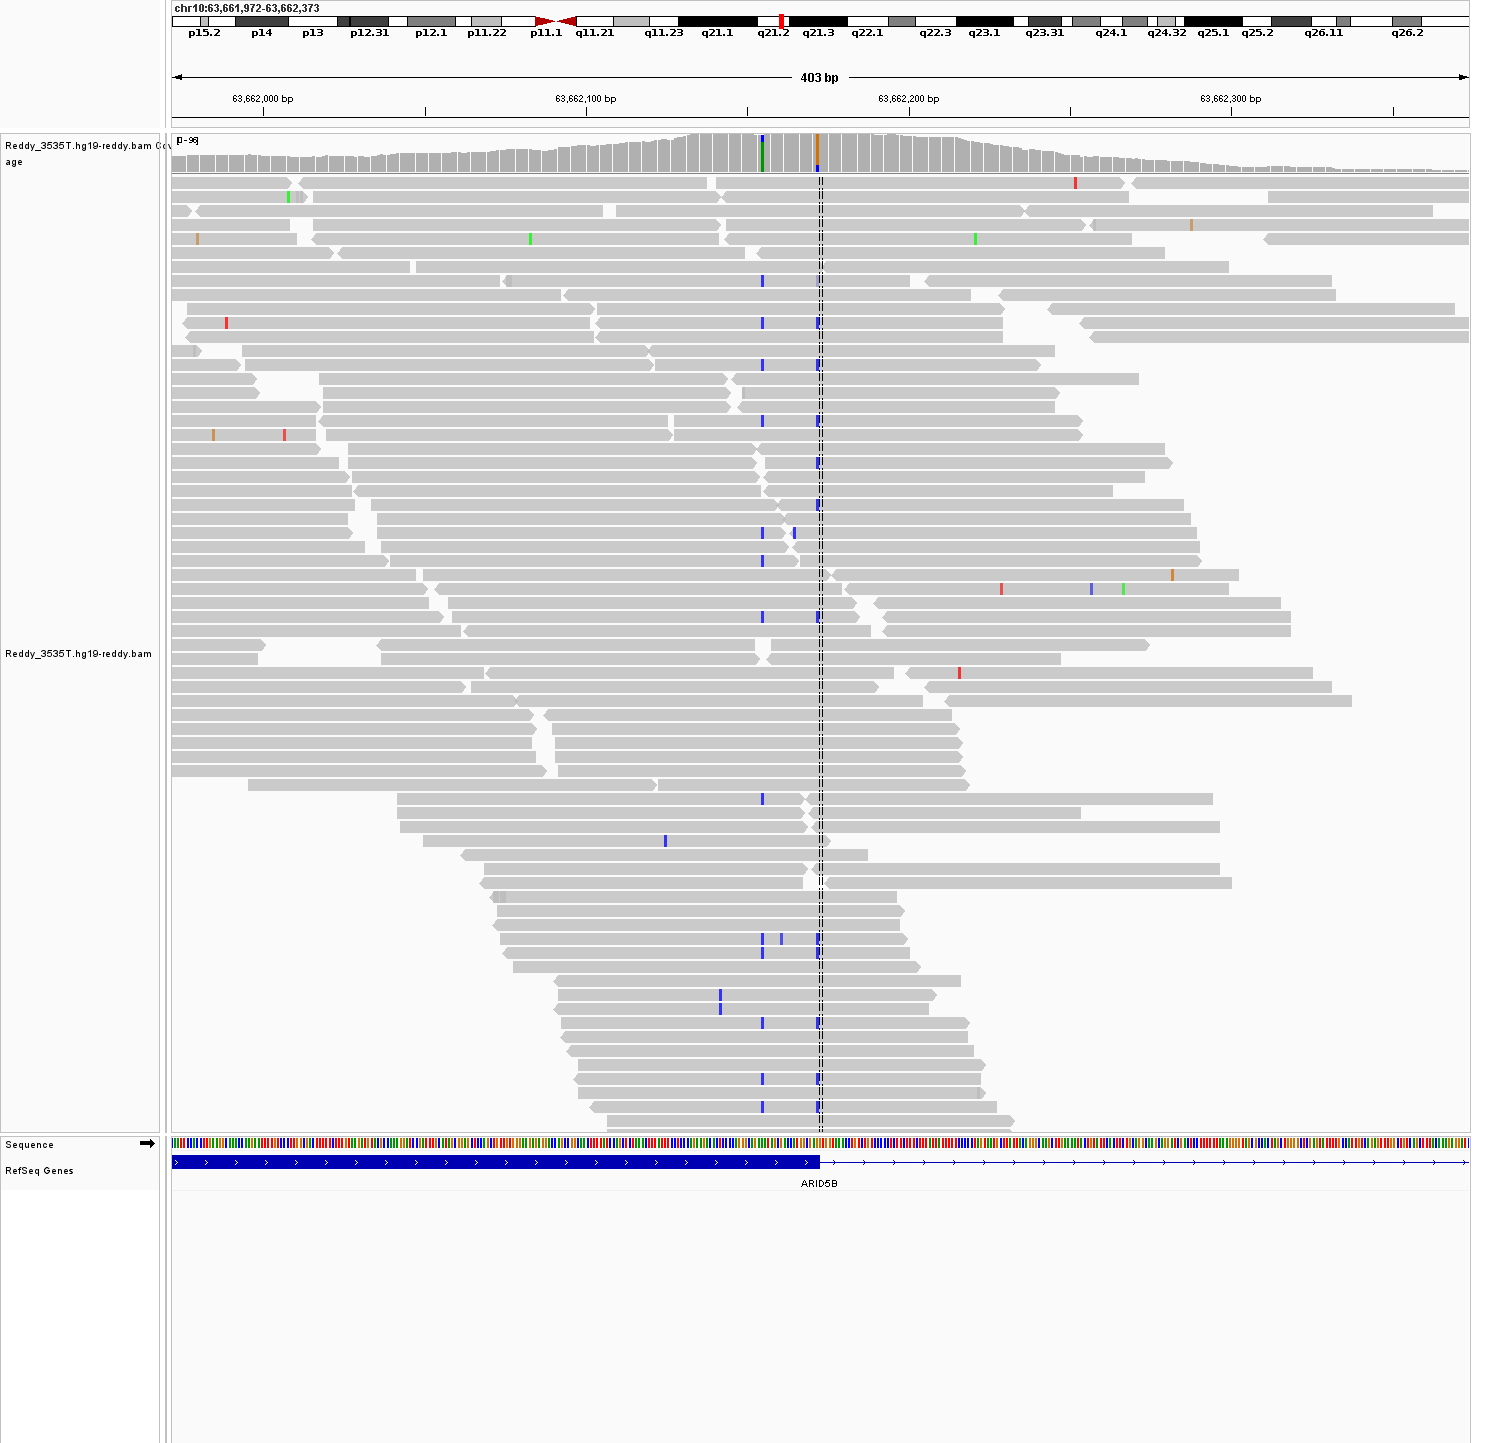 chr10:63,661,972-63,662,373
p15.2 p14 p13 p12.31 p12.1 p11.22 p11.1 q11.21 q11.23 q21.1 q21.2 q21.3 q22.1 q22.3 q23.1 q23.31 q24.1 q24.32 q25.1 q25.2 q26.11 q26.2
403 bp
63,662,000 bp 63,662,100 bp 63,662,200 bp 63,662,300 bp
[0-96]
Reddy_3535T.hg19-reddy.bam Cov
age
Reddy_3535T.hg19-reddy.bam
Sequence
RefSeq Genes
ARID5B